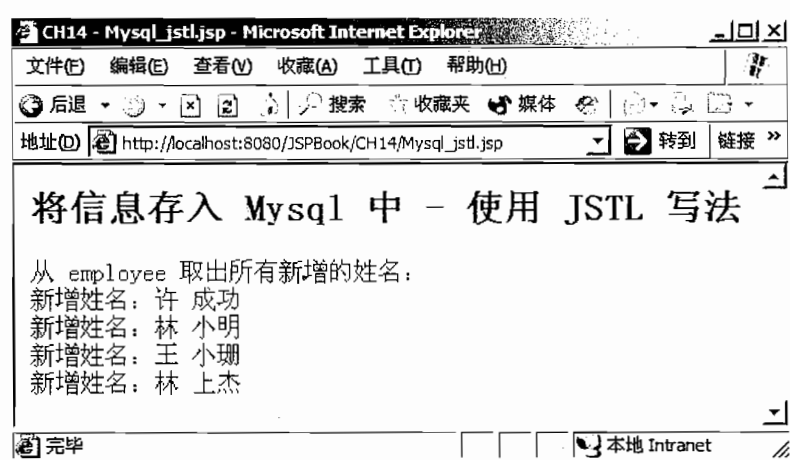 CH14 - Mysql_jstl.jsp - Microsoft Internet Explorer
文件(F) 编辑(E) 查看(V) 收藏(A) 工具(T) 帮助(H)
后退 搜索 收藏夹 媒体
地址(D) http://localhost:8080/JSPBook/CH14/Mysql_jstl.jsp 转到 链接 »
将信息存入 Mysql 中 - 使用 JSTL 写法
从 employee 取出所有新增的姓名:
新增姓名: 许 成功
新增姓名: 林 小明
新增姓名: 王 小珊
新增姓名: 林 上杰
完毕 本地 Intranet